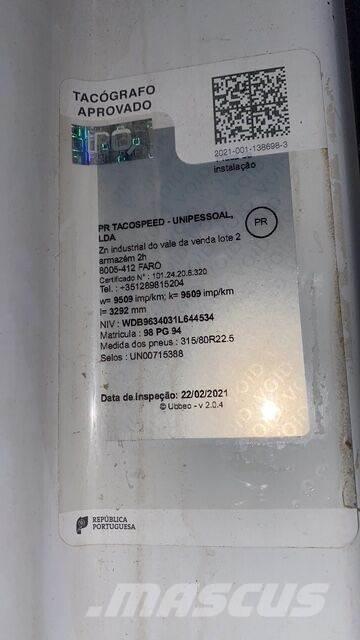 TACÓGRAFO
APROVADO
2021-001-138698-3
instalação
PR TACOSPEED - UNIPESSOAL,
LDA
PR
Zn industrial do vale da venda lote 2
armazém 2h
8005-412 FARO
Certificado N° : 101.24.20.6.320
Tel. : +351289815204
w= 9509 imp/km; k= 9509 imp/km
l= 3292 mm
NIV : WDB9634031L644534
Matricula : 98 PG 94
Medida dos pneus : 315/80R22.5
Selos : UN00715388
Data de inspeção: 22/02/2021
© Ubbeo - v 2.0.4
REPÚBLICA
PORTUGUESA
MASCUS